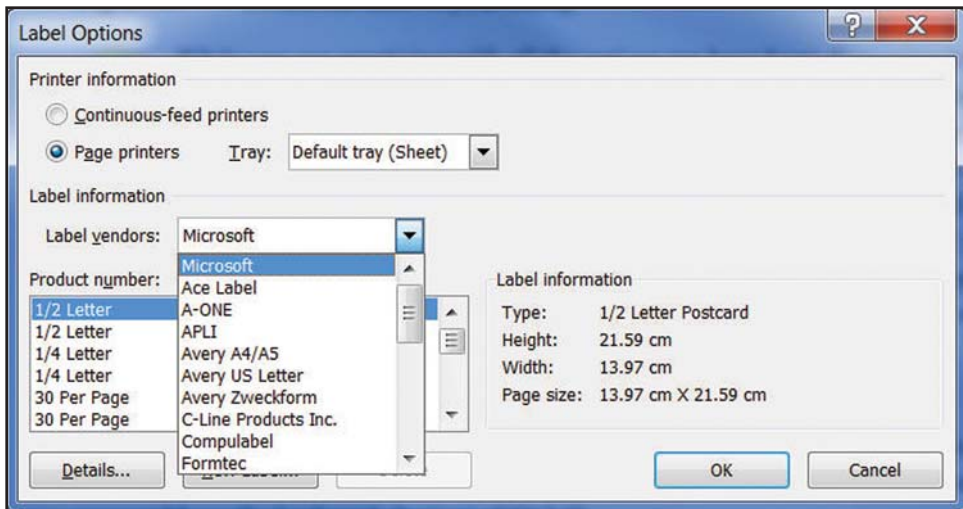 Label Options
Printer information
Continuous-feed printers
Page printers Tray: Default tray (Sheet)
Label information
Label vendors: Microsoft
Microsoft
Ace Label
A-ONE
APLI
Avery A4/A5
Avery US Letter
Avery Zweckform
C-Line Products Inc.
Compulabel
Formtec
Product number:
1/2 Letter
1/2 Letter
1/4 Letter
1/4 Letter
30 Per Page
30 Per Page
Label information
Type: 1/2 Letter Postcard
Height: 21.59 cm
Width: 13.97 cm
Page size: 13.97 cm X 21.59 cm
Details...
OK
Cancel